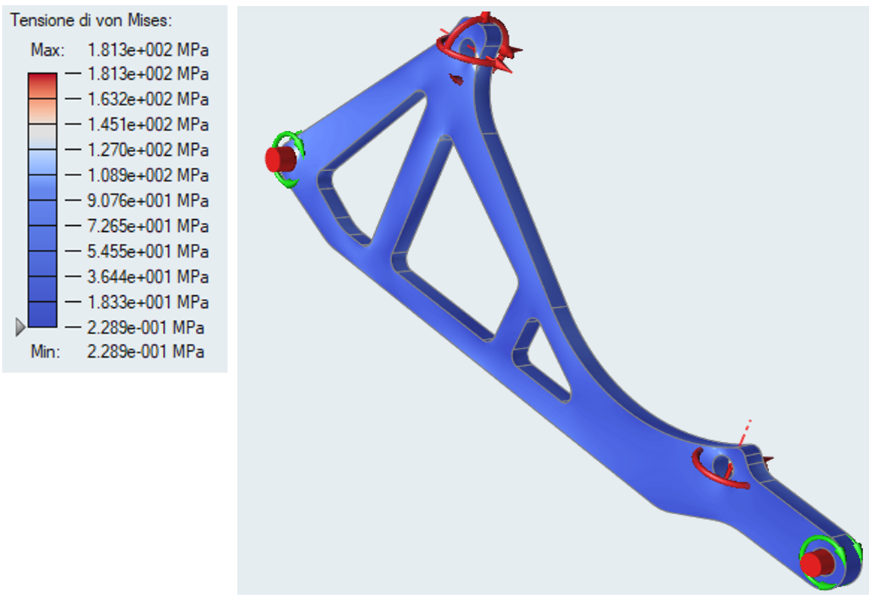 Tensione di von Mises:
Max: 1.813e+002 MPa
1.813e+002 MPa
1.632e+002 MPa
1.451e+002 MPa
1.270e+002 MPa
1.089e+002 MPa
9.076e+001 MPa
7.265e+001 MPa
5.455e+001 MPa
3.644e+001 MPa
1.833e+001 MPa
2.289e-001 MPa
Min: 2.289e-001 MPa